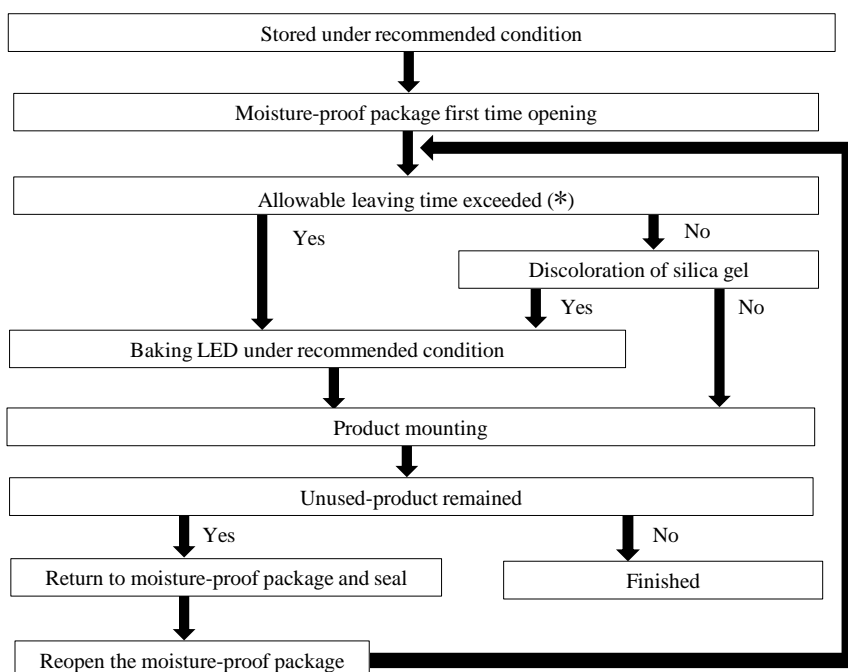 Stored under recommended condition
Moisture-proof package first time opening
Allowable leaving time exceeded (*)
Yes
No
Discoloration of silica gel
Yes
No
Baking LED under recommended condition
Product mounting
Unused-product remained
Yes
No
Return to moisture-proof package and seal
Finished
Reopen the moisture-proof package